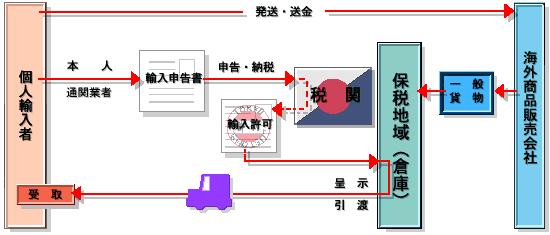 発送・送金
個人輸入者
本 人
通関業者
輸入申告書
申告・納税
税 関
輸入許可
保税地域（倉庫）
一 般
貨 物
海外商品販売会社
呈 示
引 渡
受 取